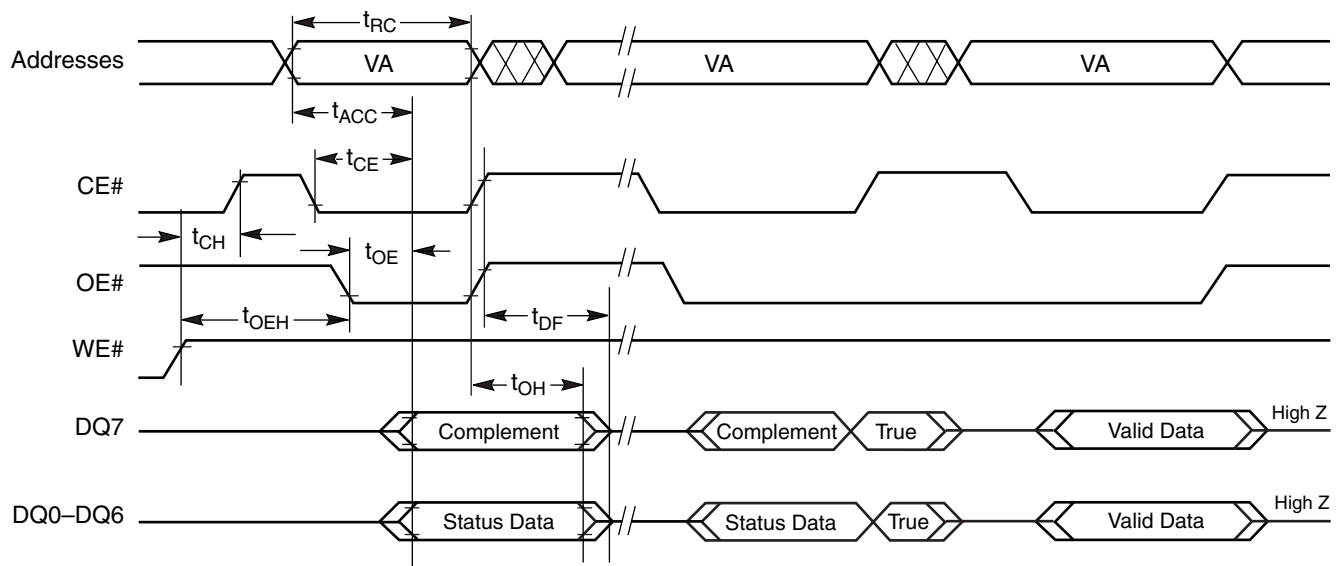 tRC
Addresses VA VA VA
tACC
tCE
CE#
tCH
tOE
OE#
tOEH
tDF
WE#
tOH
DQ7 Complement Complement True Valid Data High Z
DQ0–DQ6 Status Data Status Data True Valid Data High Z